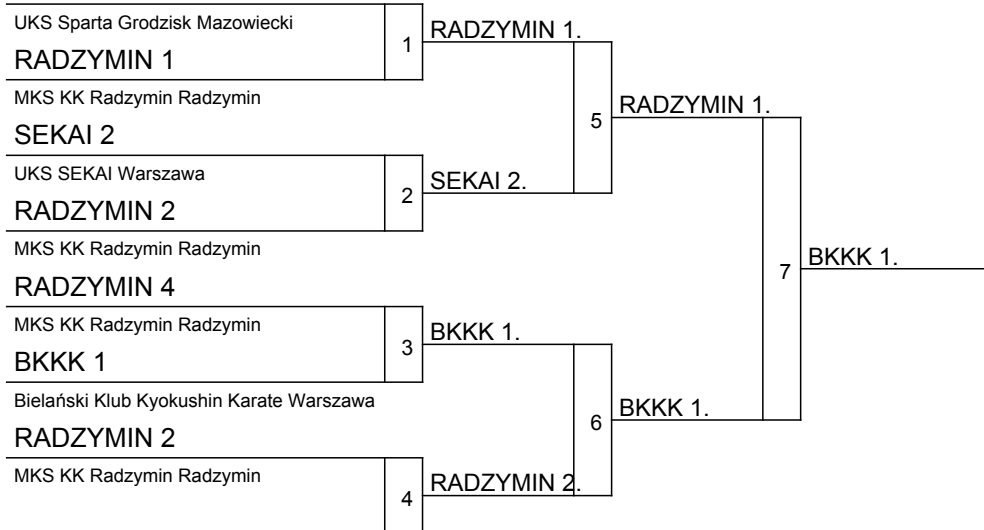 UKS Sparta Grodzisk Mazowiecki
RADZYMIN 1
MKS KK Radzymin Radzymin
SEKAI 2
UKS SEKAI Warszawa
RADZYMIN 2
MKS KK Radzymin Radzymin
RADZYMIN 4
MKS KK Radzymin Radzymin
BKKK 1
Bielański Klub Kyokushin Karate Warszawa
RADZYMIN 2
MKS KK Radzymin Radzymin
1
2
3
4
RADZYMIN 1.
SEKAI 2.
BKKK 1.
RADZYMIN 2.
5
6
RADZYMIN 1.
BKKK 1.
7
BKKK 1.